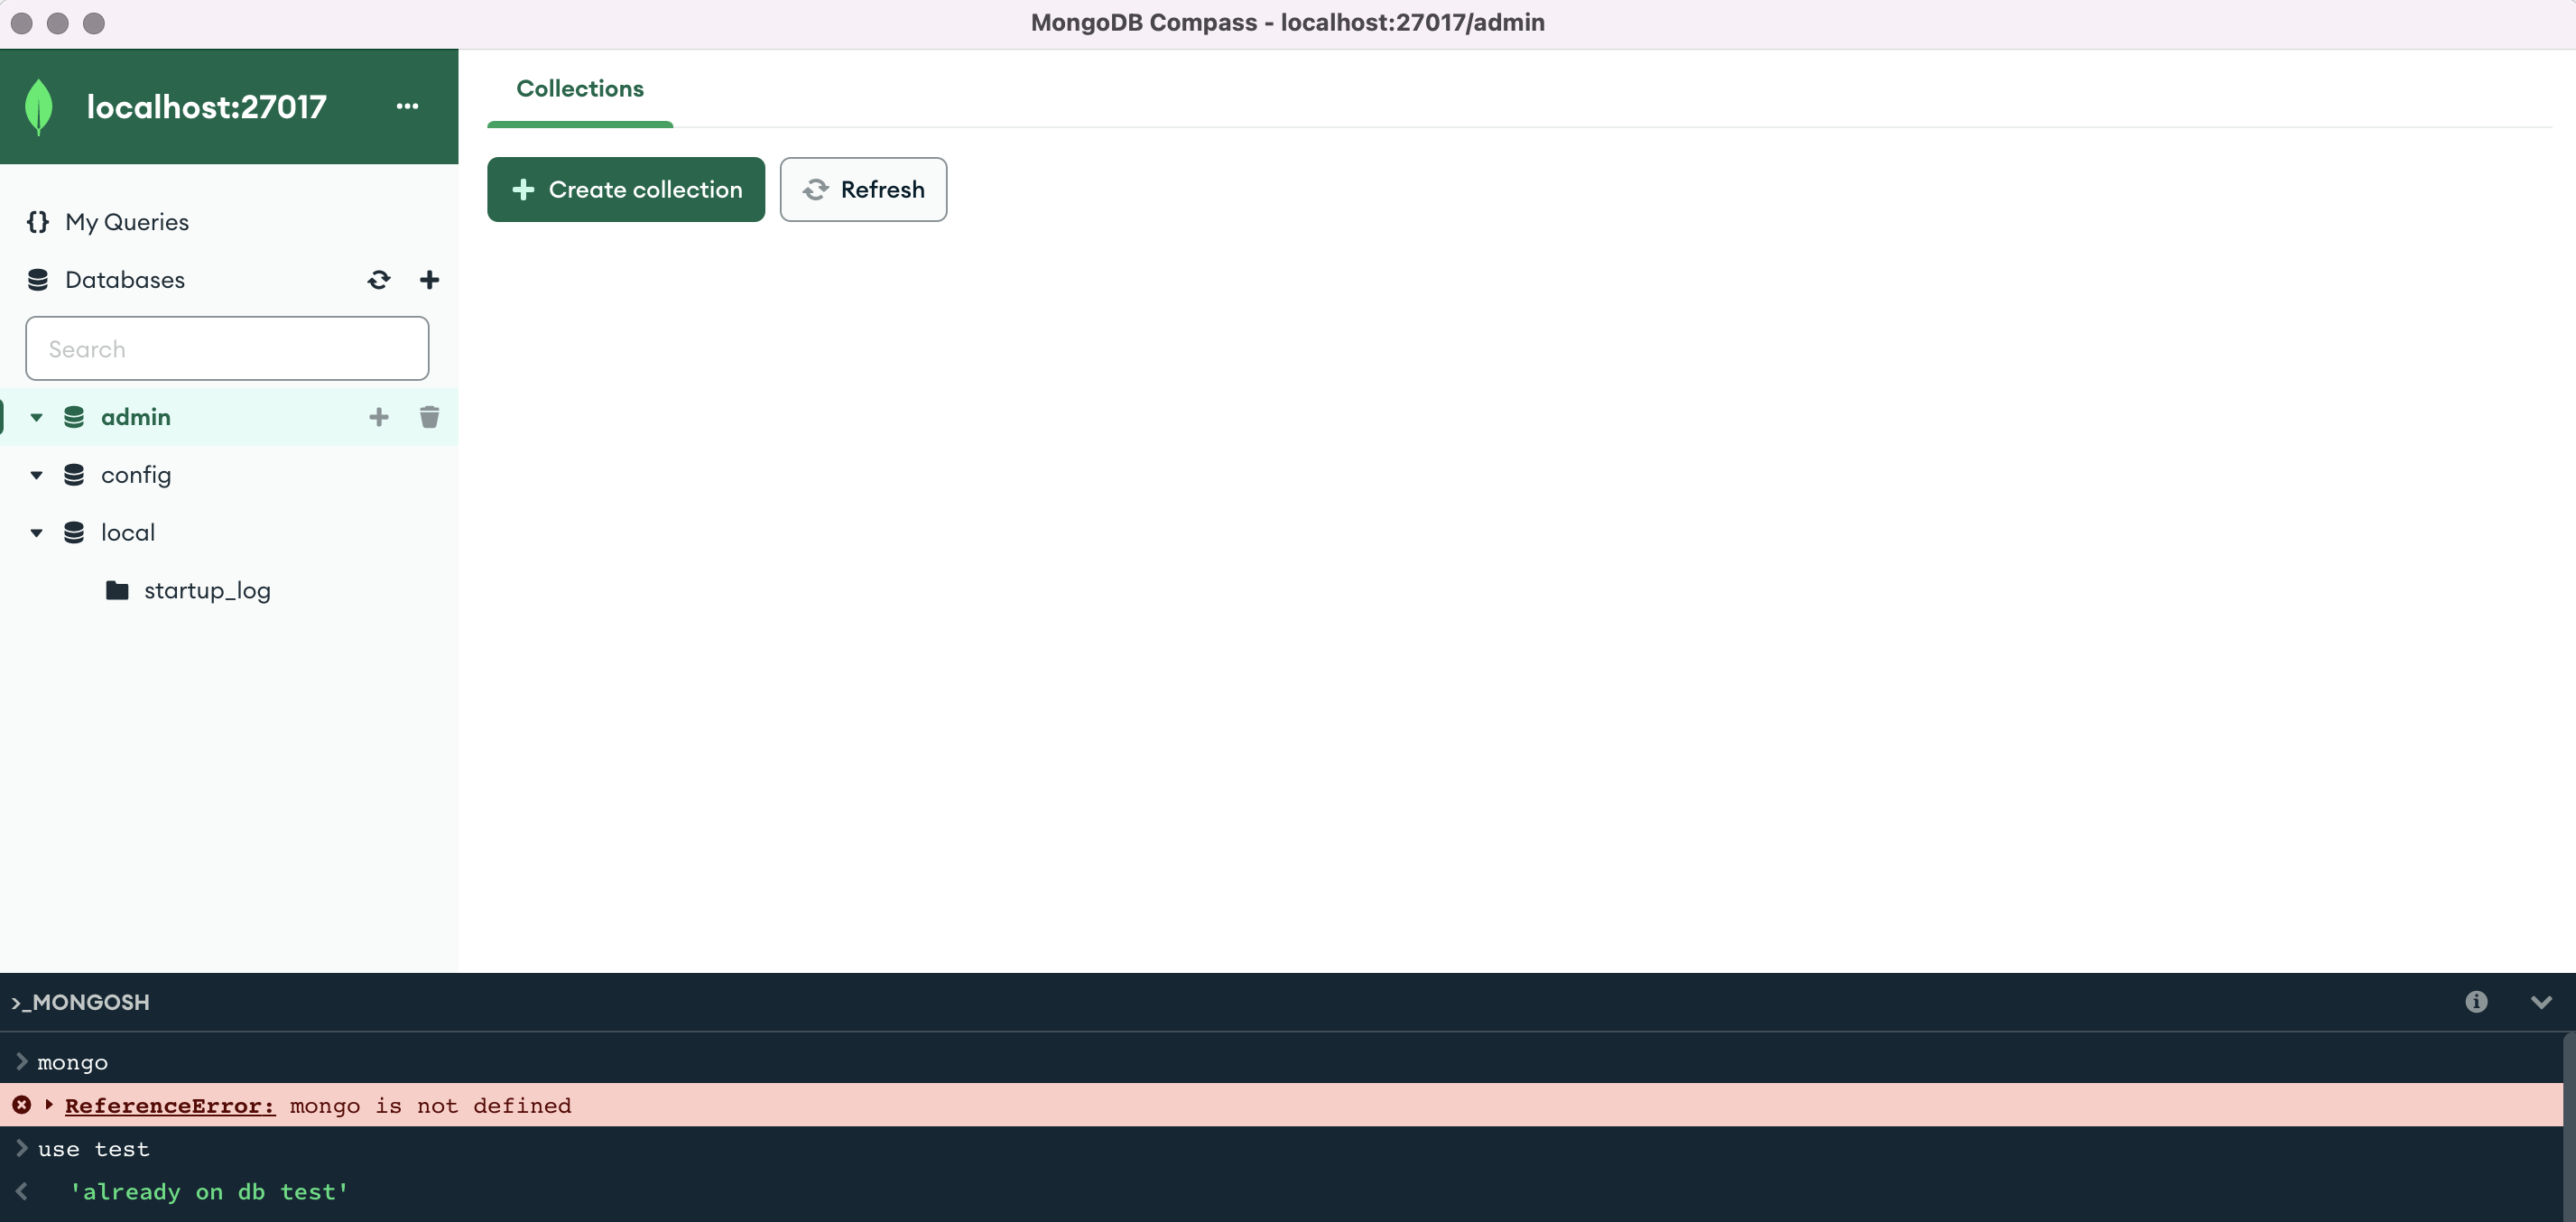 MongoDB Compass - localhost:27017/admin
localhost:27017
Collections
Create collection
Refresh
{} My Queries
Databases
Search
admin
config
local
startup_log
>_MONGOSH
> mongo
ReferenceError: mongo is not defined
> use test
< 'already on db test'